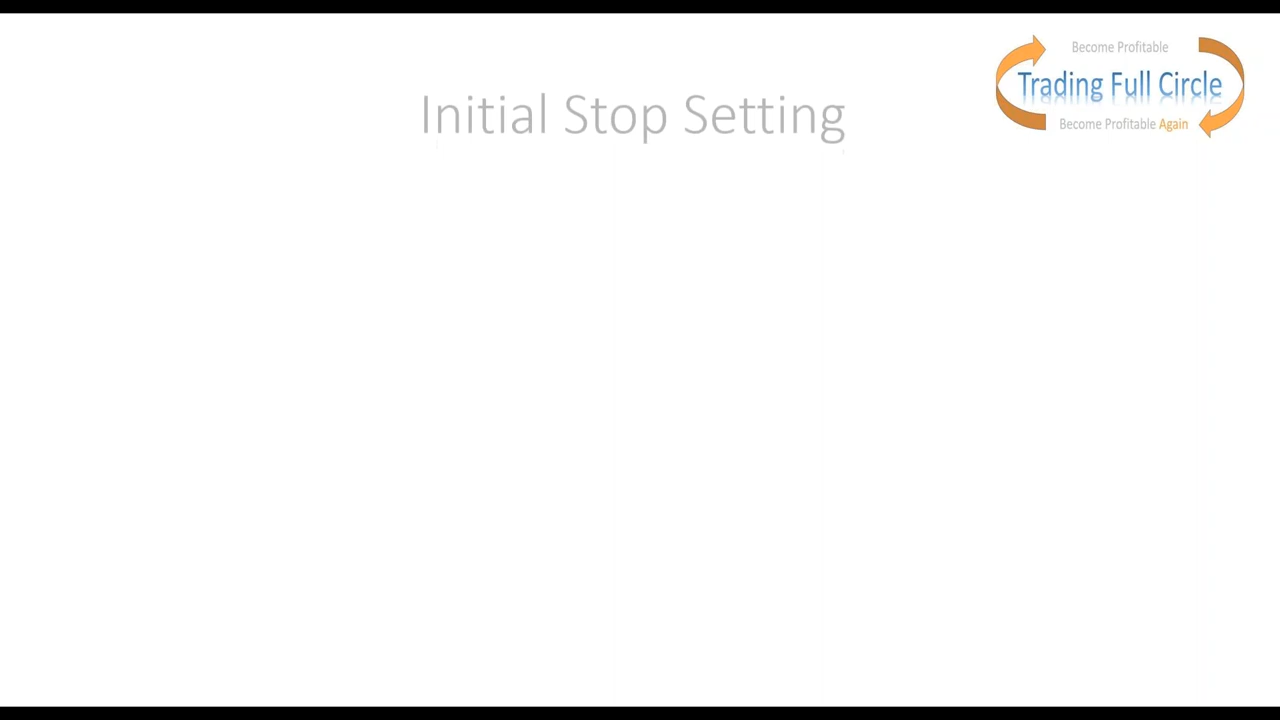 Become Profitable
Trading Full Circle
Become Profitable Again
Initial Stop Setting